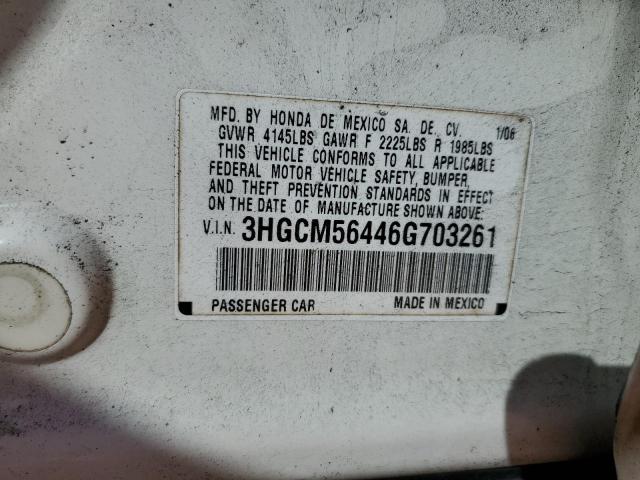 MFD. BY HONDA DE MEXICO SA. DE. CV. 1/06
GVWR 4145LBS GAWR F 2225LBS R 1985LBS
THIS VEHICLE CONFORMS TO ALL APPLICABLE
FEDERAL MOTOR VEHICLE SAFETY, BUMPER,
AND THEFT PREVENTION STANDARDS IN EFFECT
ON THE DATE OF MANUFACTURE SHOWN ABOVE:
V.I.N. 3HGCM56446G703261
PASSENGER CAR MADE IN MEXICO